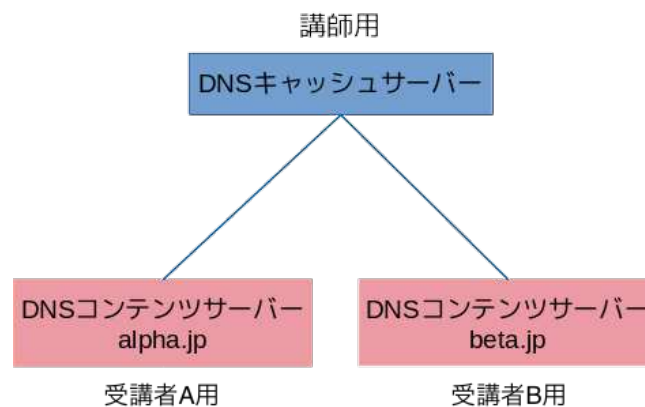 講師用
DNSキャッシュサーバー
DNSコンテンツサーバー
alpha.jp
DNSコンテンツサーバー
beta.jp
受講者A用
受講者B用